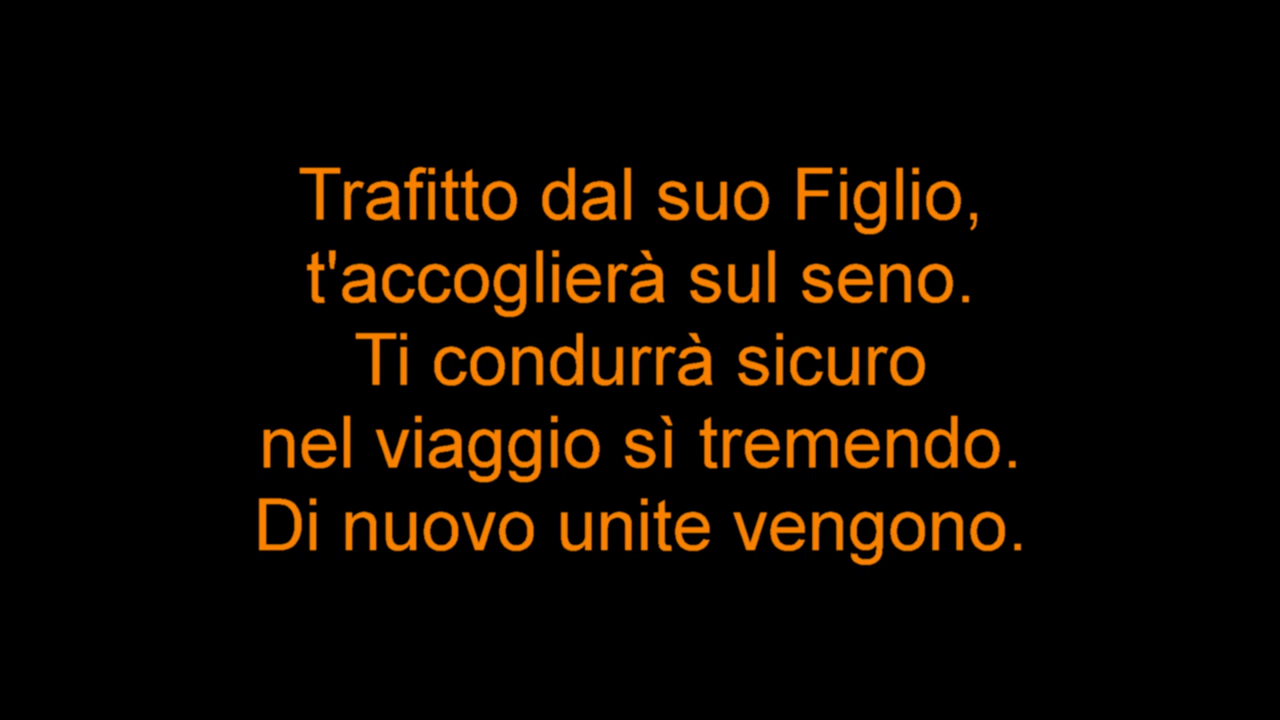 Trafitto dal suo Figlio,
t'accoglierà sul seno.
Ti condurrà sicuro
nel viaggio sì tremendo.
Di nuovo unite vengono.